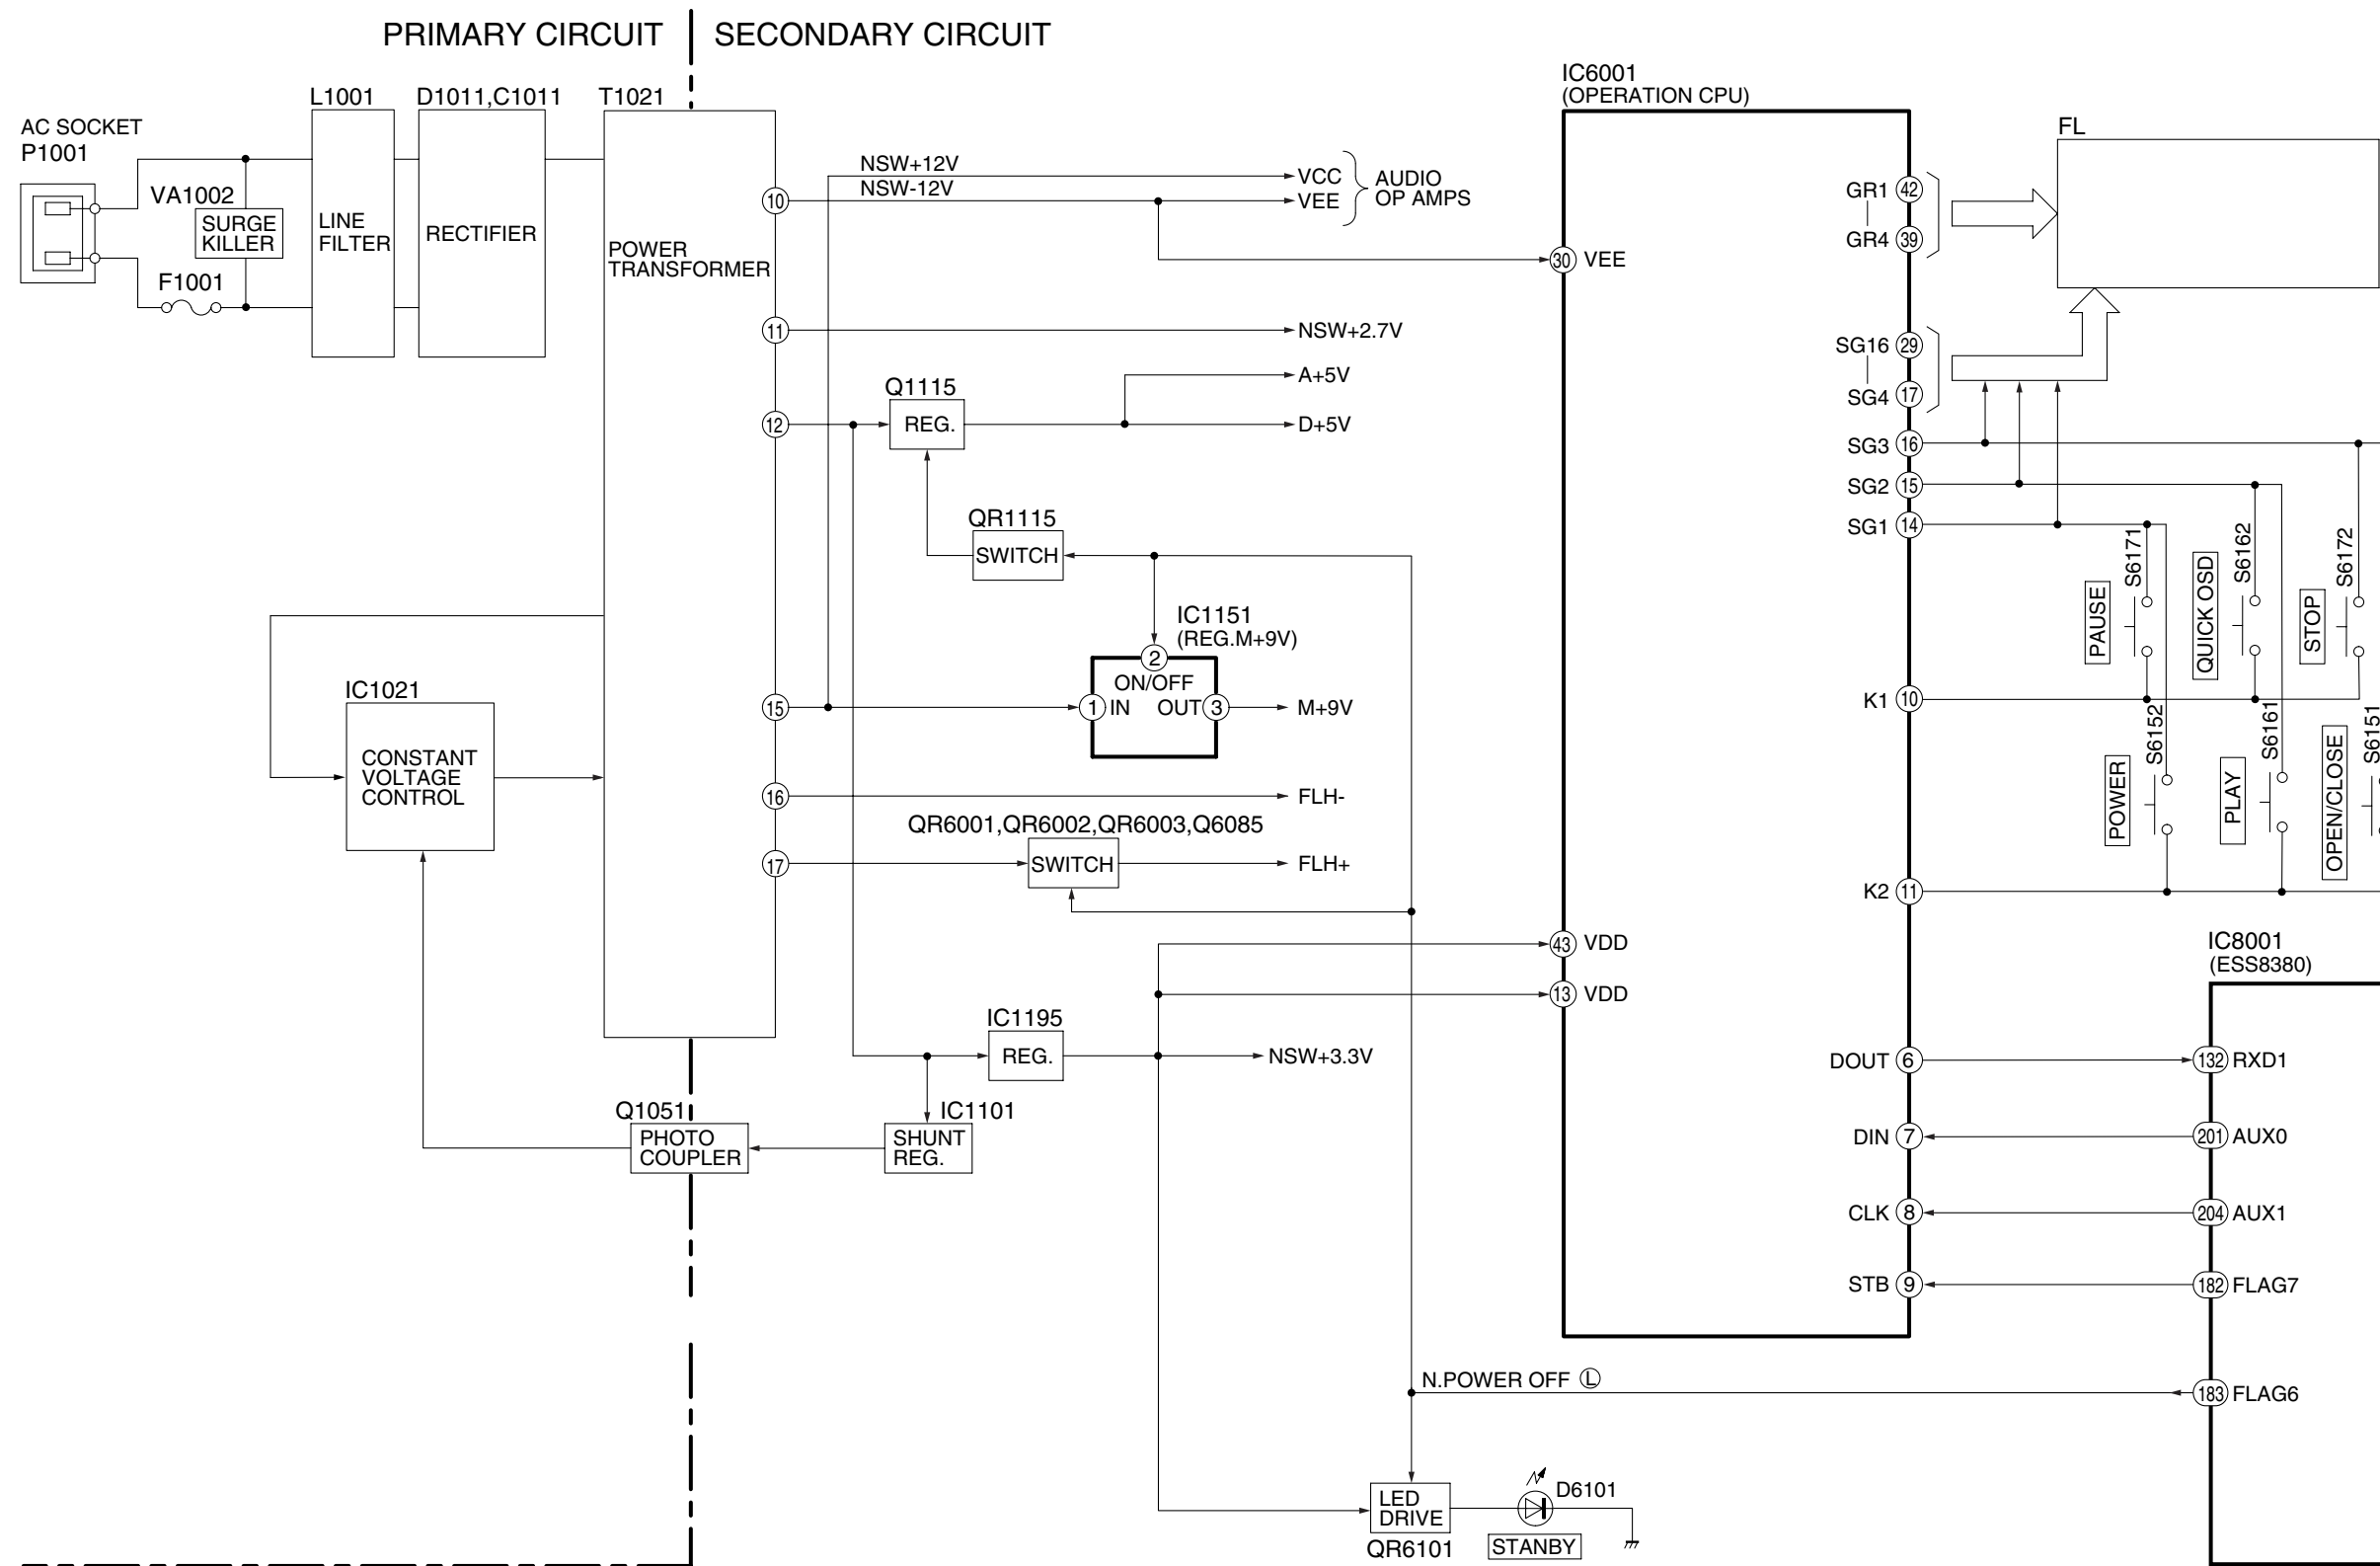 PRIMARY CIRCUIT
SECONDARY CIRCUIT
AC SOCKET
P1001
VA1002
SURGE
KILLER
F1001
L1001
LINE
FILTER
D1011,C1011
RECTIFIER
T1021
POWER
TRANSFORMER
10
11
12
15
16
17
NSW+12V
NSW-12V
VCC
VEE
AUDIO
OP AMPS
NSW+2.7V
A+5V
D+5V
Q1115
REG.
QR1115
SWITCH
IC1151
(REG.M+9V)
2
ON/OFF
1 IN
OUT 3
M+9V
IC1021
CONSTANT
VOLTAGE
CONTROL
FLH-
QR6001,QR6002,QR6003,Q6085
SWITCH
FLH+
IC1195
REG.
NSW+3.3V
Q1051
PHOTO
COUPLER
IC1101
SHUNT
REG.
IC6001
(OPERATION CPU)
30 VEE
43 VDD
13 VDD
GR1 42
GR4 39
SG16 29
SG4 17
SG3 16
SG2 15
SG1 14
K1 10
K2 11
DOUT 6
DIN 7
CLK 8
STB 9
FL
PAUSE
S6171
QUICK OSD
S6162
STOP
S6172
POWER
S6152
PLAY
S6161
OPEN/CLOSE
S6151
IC8001
(ESS8380)
132 RXD1
201 AUX0
204 AUX1
182 FLAG7
183 FLAG6
N.POWER OFF Ⓛ
LED
DRIVE
QR6101
D6101
STANBY